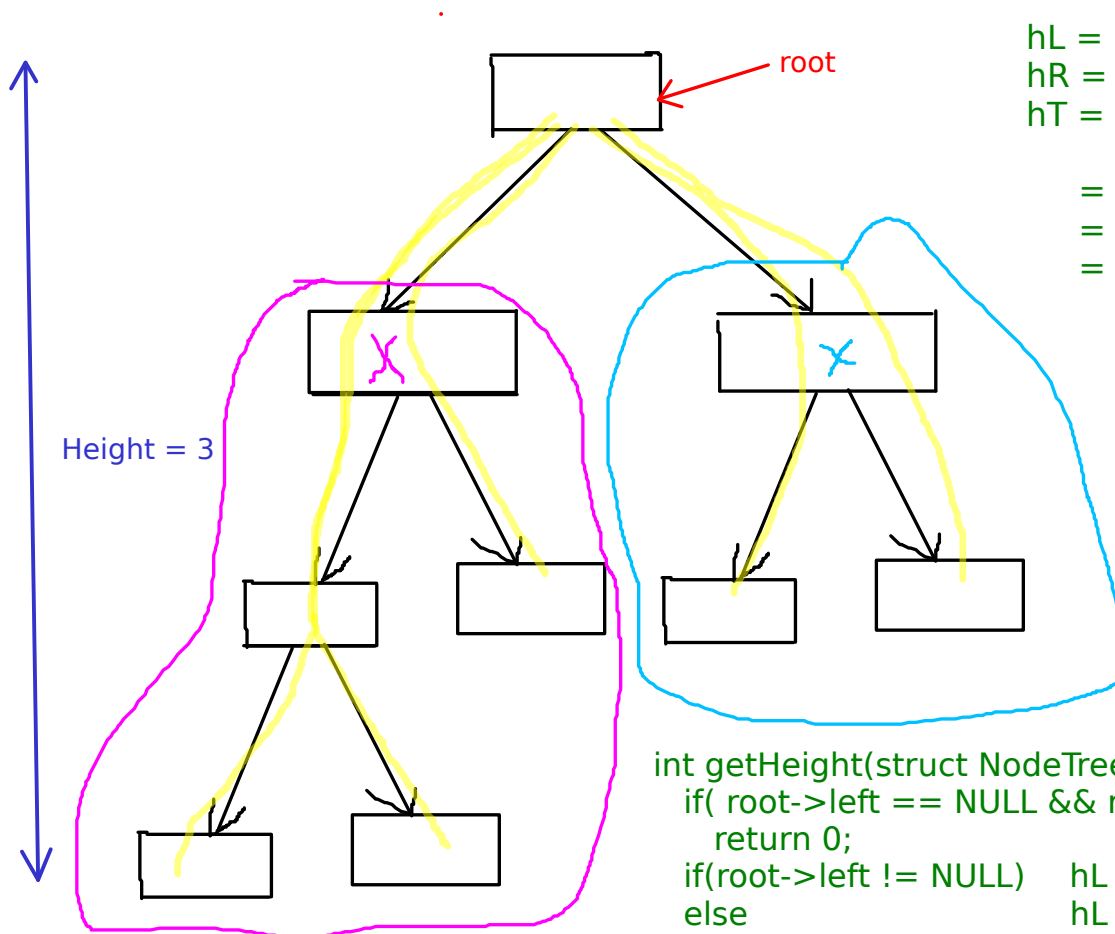 root
hL =
hR =
hT =
=
=
=
Height = 3
X
X
int getHeight(struct NodeTree
if( root->left == NULL && r
return 0;
if(root->left != NULL) hL
else hL